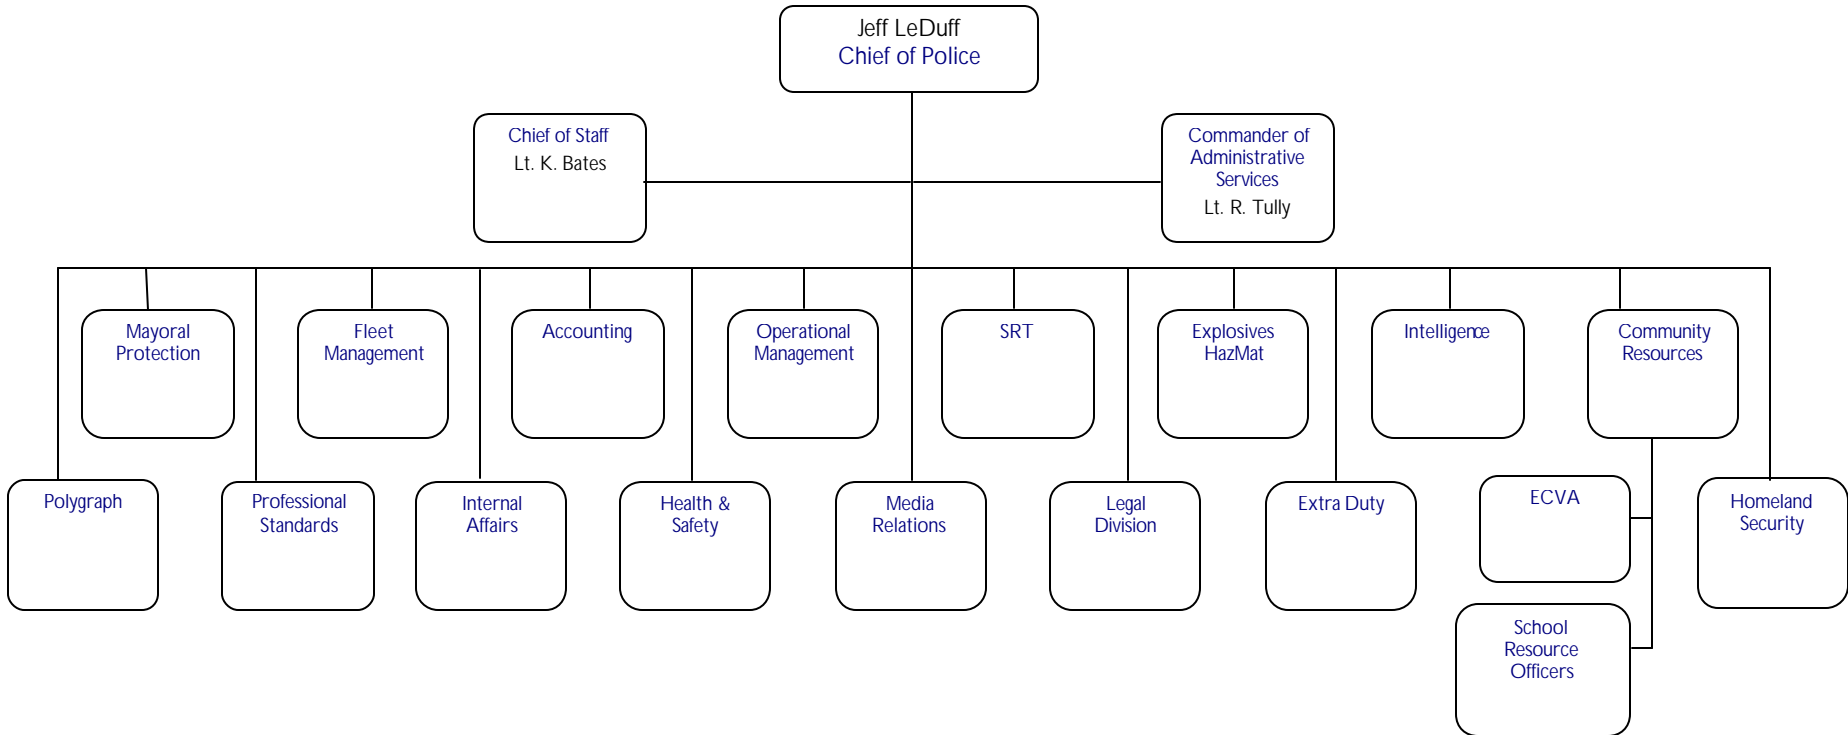 Jeff LeDuff
Chief of Police
Chief of Staff
Lt. K. Bates
Commander of
Administrative
Services
Lt. R. Tully
Mayoral
Protection
Fleet
Management
Accounting
Operational
Management
SRT
Explosives
HazMat
Intelligence
Community
Resources
Polygraph
Professional
Standards
Internal
Affairs
Health &
Safety
Media
Relations
Legal
Division
Extra Duty
ECVA
Homeland
Security
School
Resource
Officers